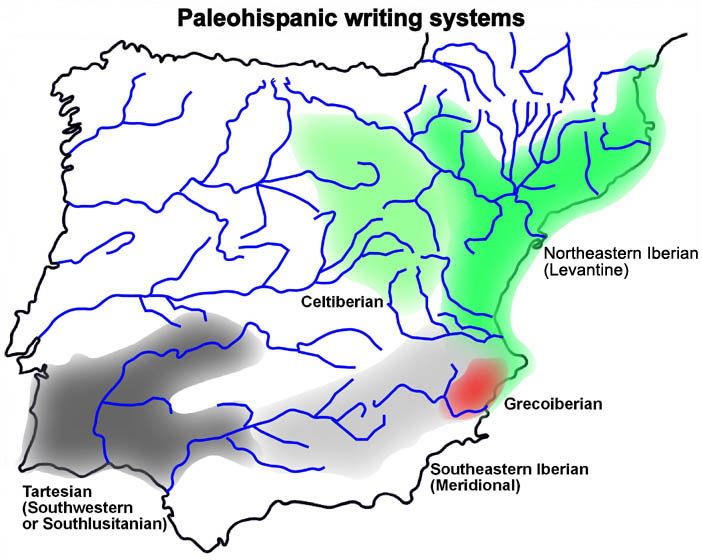 Paleohispanic writing systems
Northeastern Iberian
(Levantine)
Celtiberian
Grecoiberian
Southeastern Iberian
(Meridional)
Tartesian
(Southwestern
or Southlusitanian)